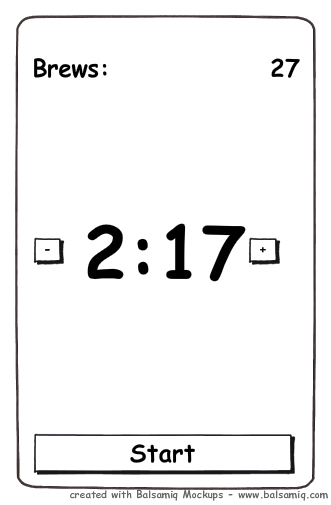 Brews: 27
- 2:17 +
Start
created with Balsamiq Mockups - www.balsamiq.com